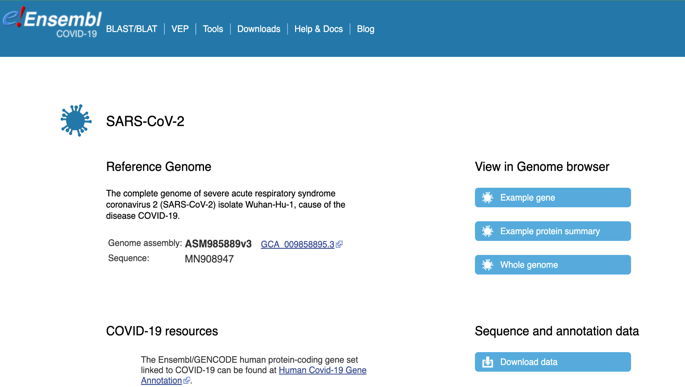 e!Ensembl
COVID-19
BLAST/BLAT | VEP | Tools | Downloads | Help & Docs | Blog
SARS-CoV-2
Reference Genome
The complete genome of severe acute respiratory syndrome
coronavirus 2 (SARS-CoV-2) isolate Wuhan-Hu-1, cause of the
disease COVID-19.
Genome assembly: ASM985889v3 GCA_009858895.3
Sequence: MN908947
View in Genome browser
Example gene
Example protein summary
Whole genome
COVID-19 resources
The Ensembl/GENCODE human protein-coding gene set
linked to COVID-19 can be found at Human Covid-19 Gene
Annotation.
Sequence and annotation data
Download data